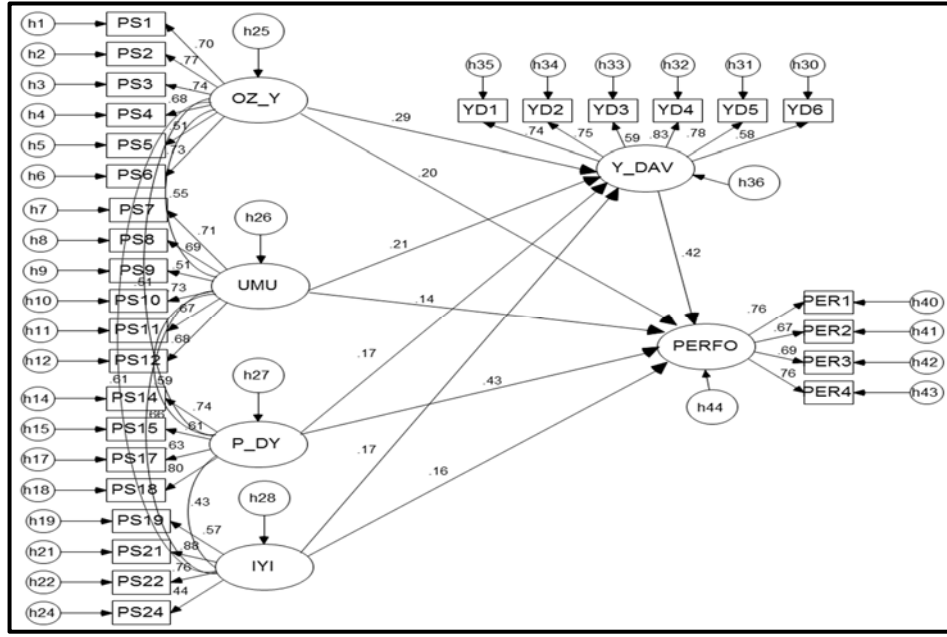 h1 PS1
h2 PS2
h3 PS3
h4 PS4
h5 PS5
h6 PS6
h7 PS7
h8 PS8
h9 PS9
h10 PS10
h11 PS11
h12 PS12
h14 PS14
h15 PS15
h17 PS17
h18 PS18
h19 PS19
h21 PS21
h22 PS22
h24 PS24
.70
.77
.74
.68
.51
.73
.55
.71
.69
.51
.73
.61
.67
.68
.61
.59
.74
.66
.61
.63
.80
.43
.57
.88
.76
.44
h25
OZ_Y
h26
UMU
h27
P_DY
h28
IYI
.29
.20
.21
.14
.17
.43
.17
.16
.42
h35 h34 h33 h32 h31 h30
YD1 YD2 YD3 YD4 YD5 YD6
.74 .75 .59 .83 .78 .58
Y_DAV
h36
PERFO
h44
.76 PER1 h40
.67 PER2 h41
.69 PER3 h42
.76 PER4 h43